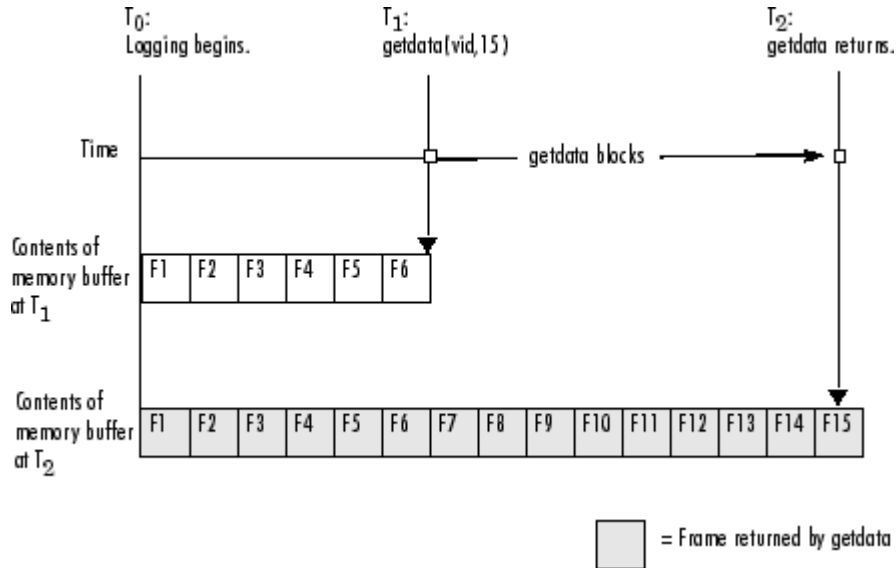 T0:
Logging begins.
T1:
getdata(vid,15)
T2:
getdata returns.
Time
getdata blocks
Contents of
memory buffer
at T1
F1 F2 F3 F4 F5 F6
Contents of
memory buffer
at T2
F1 F2 F3 F4 F5 F6 F7 F8 F9 F10 F11 F12 F13 F14 F15
= Frame returned by getdata